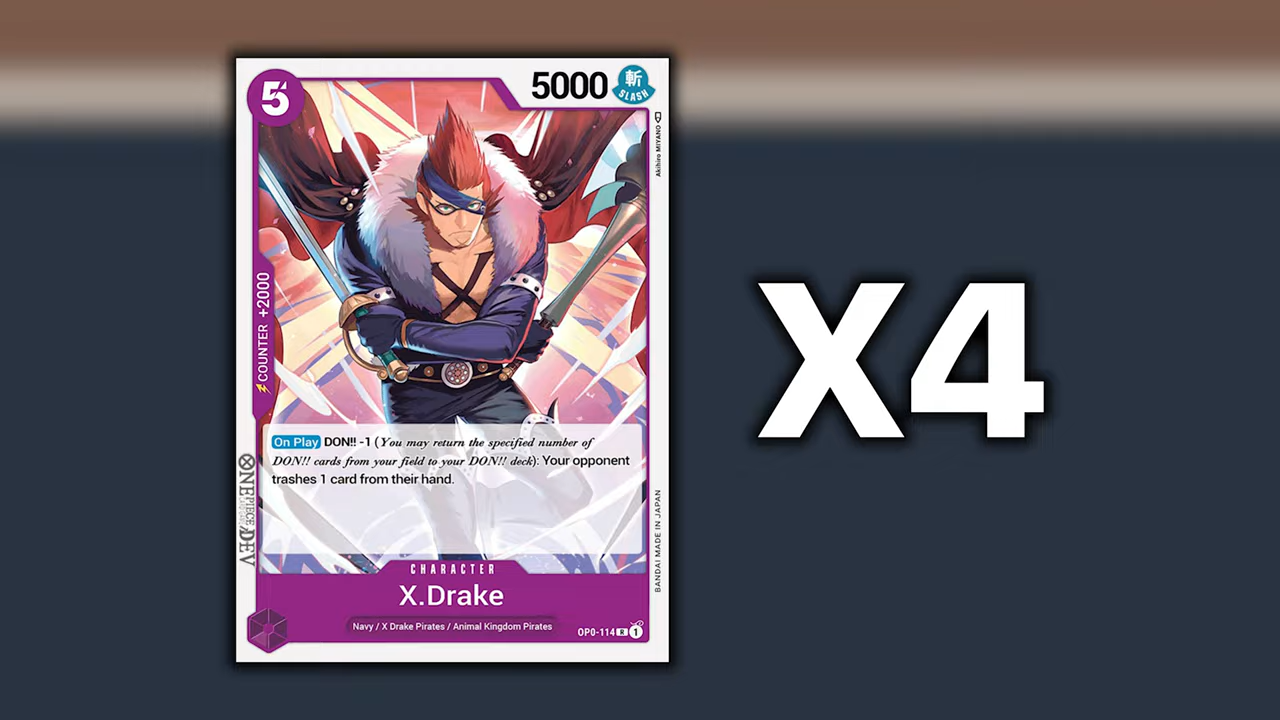 5
5000
斬
SLASH
Akihiro MIYANO
X4
COUNTER +2000
On Play DON!! -1 (You may return the specified number of
DON!! cards from your field to your DON!! deck): Your opponent
trashes 1 card from their hand.
ONE PIECE
DEV
BANDAI MADE IN JAPAN
CHARACTER
X.Drake
Navy / X Drake Pirates / Animal Kingdom Pirates
OP0-114 R 1